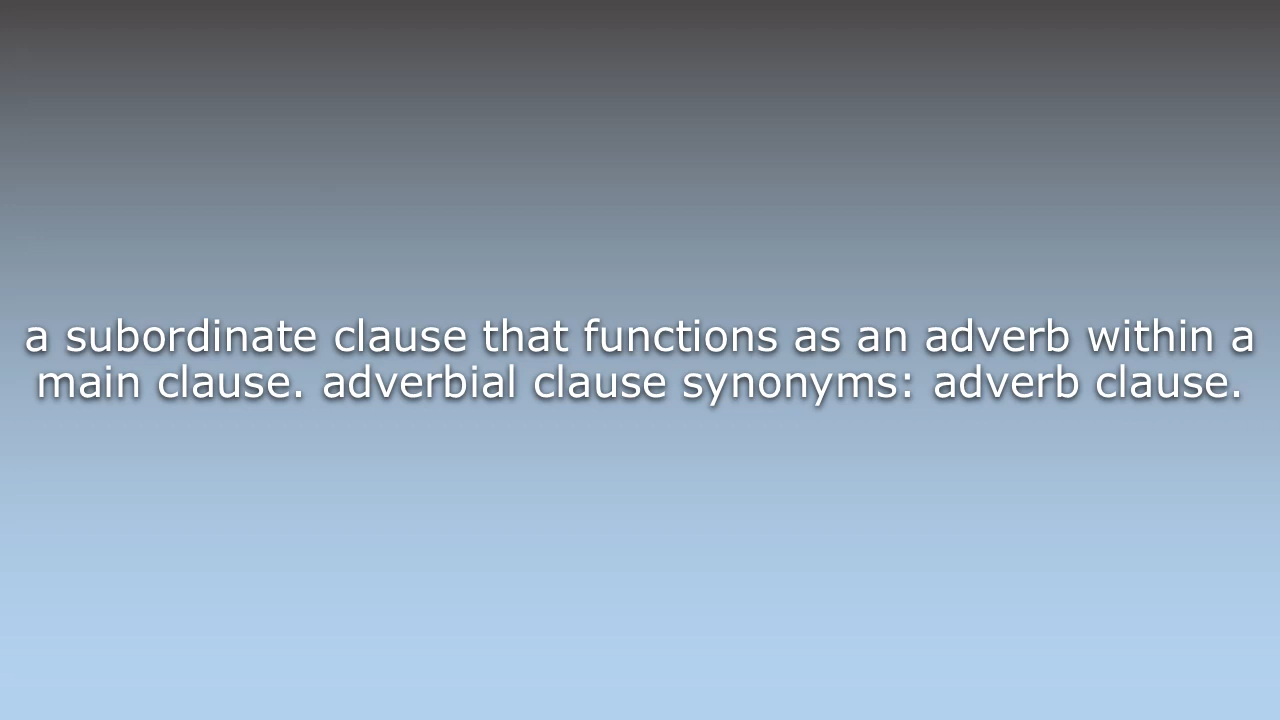 a subordinate clause that functions as an adverb within a
main clause. adverbial clause synonyms: adverb clause.